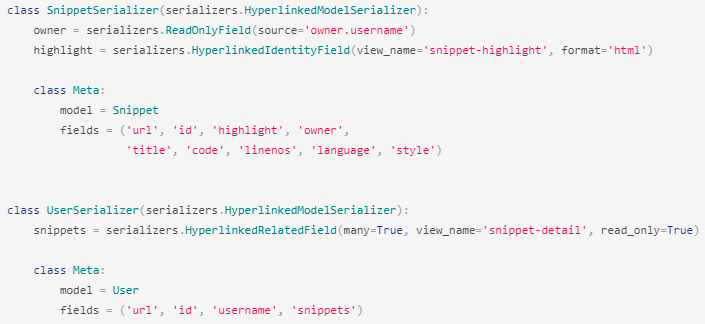 class SnippetSerializer(serializers.HyperlinkedModelSerializer):
    owner = serializers.ReadOnlyField(source='owner.username')
    highlight = serializers.HyperlinkedIdentityField(view_name='snippet-highlight', format='html')

    class Meta:
        model = Snippet
        fields = ('url', 'id', 'highlight', 'owner',
                  'title', 'code', 'linenos', 'language', 'style')


class UserSerializer(serializers.HyperlinkedModelSerializer):
    snippets = serializers.HyperlinkedRelatedField(many=True, view_name='snippet-detail', read_only=True)

    class Meta:
        model = User
        fields = ('url', 'id', 'username', 'snippets')